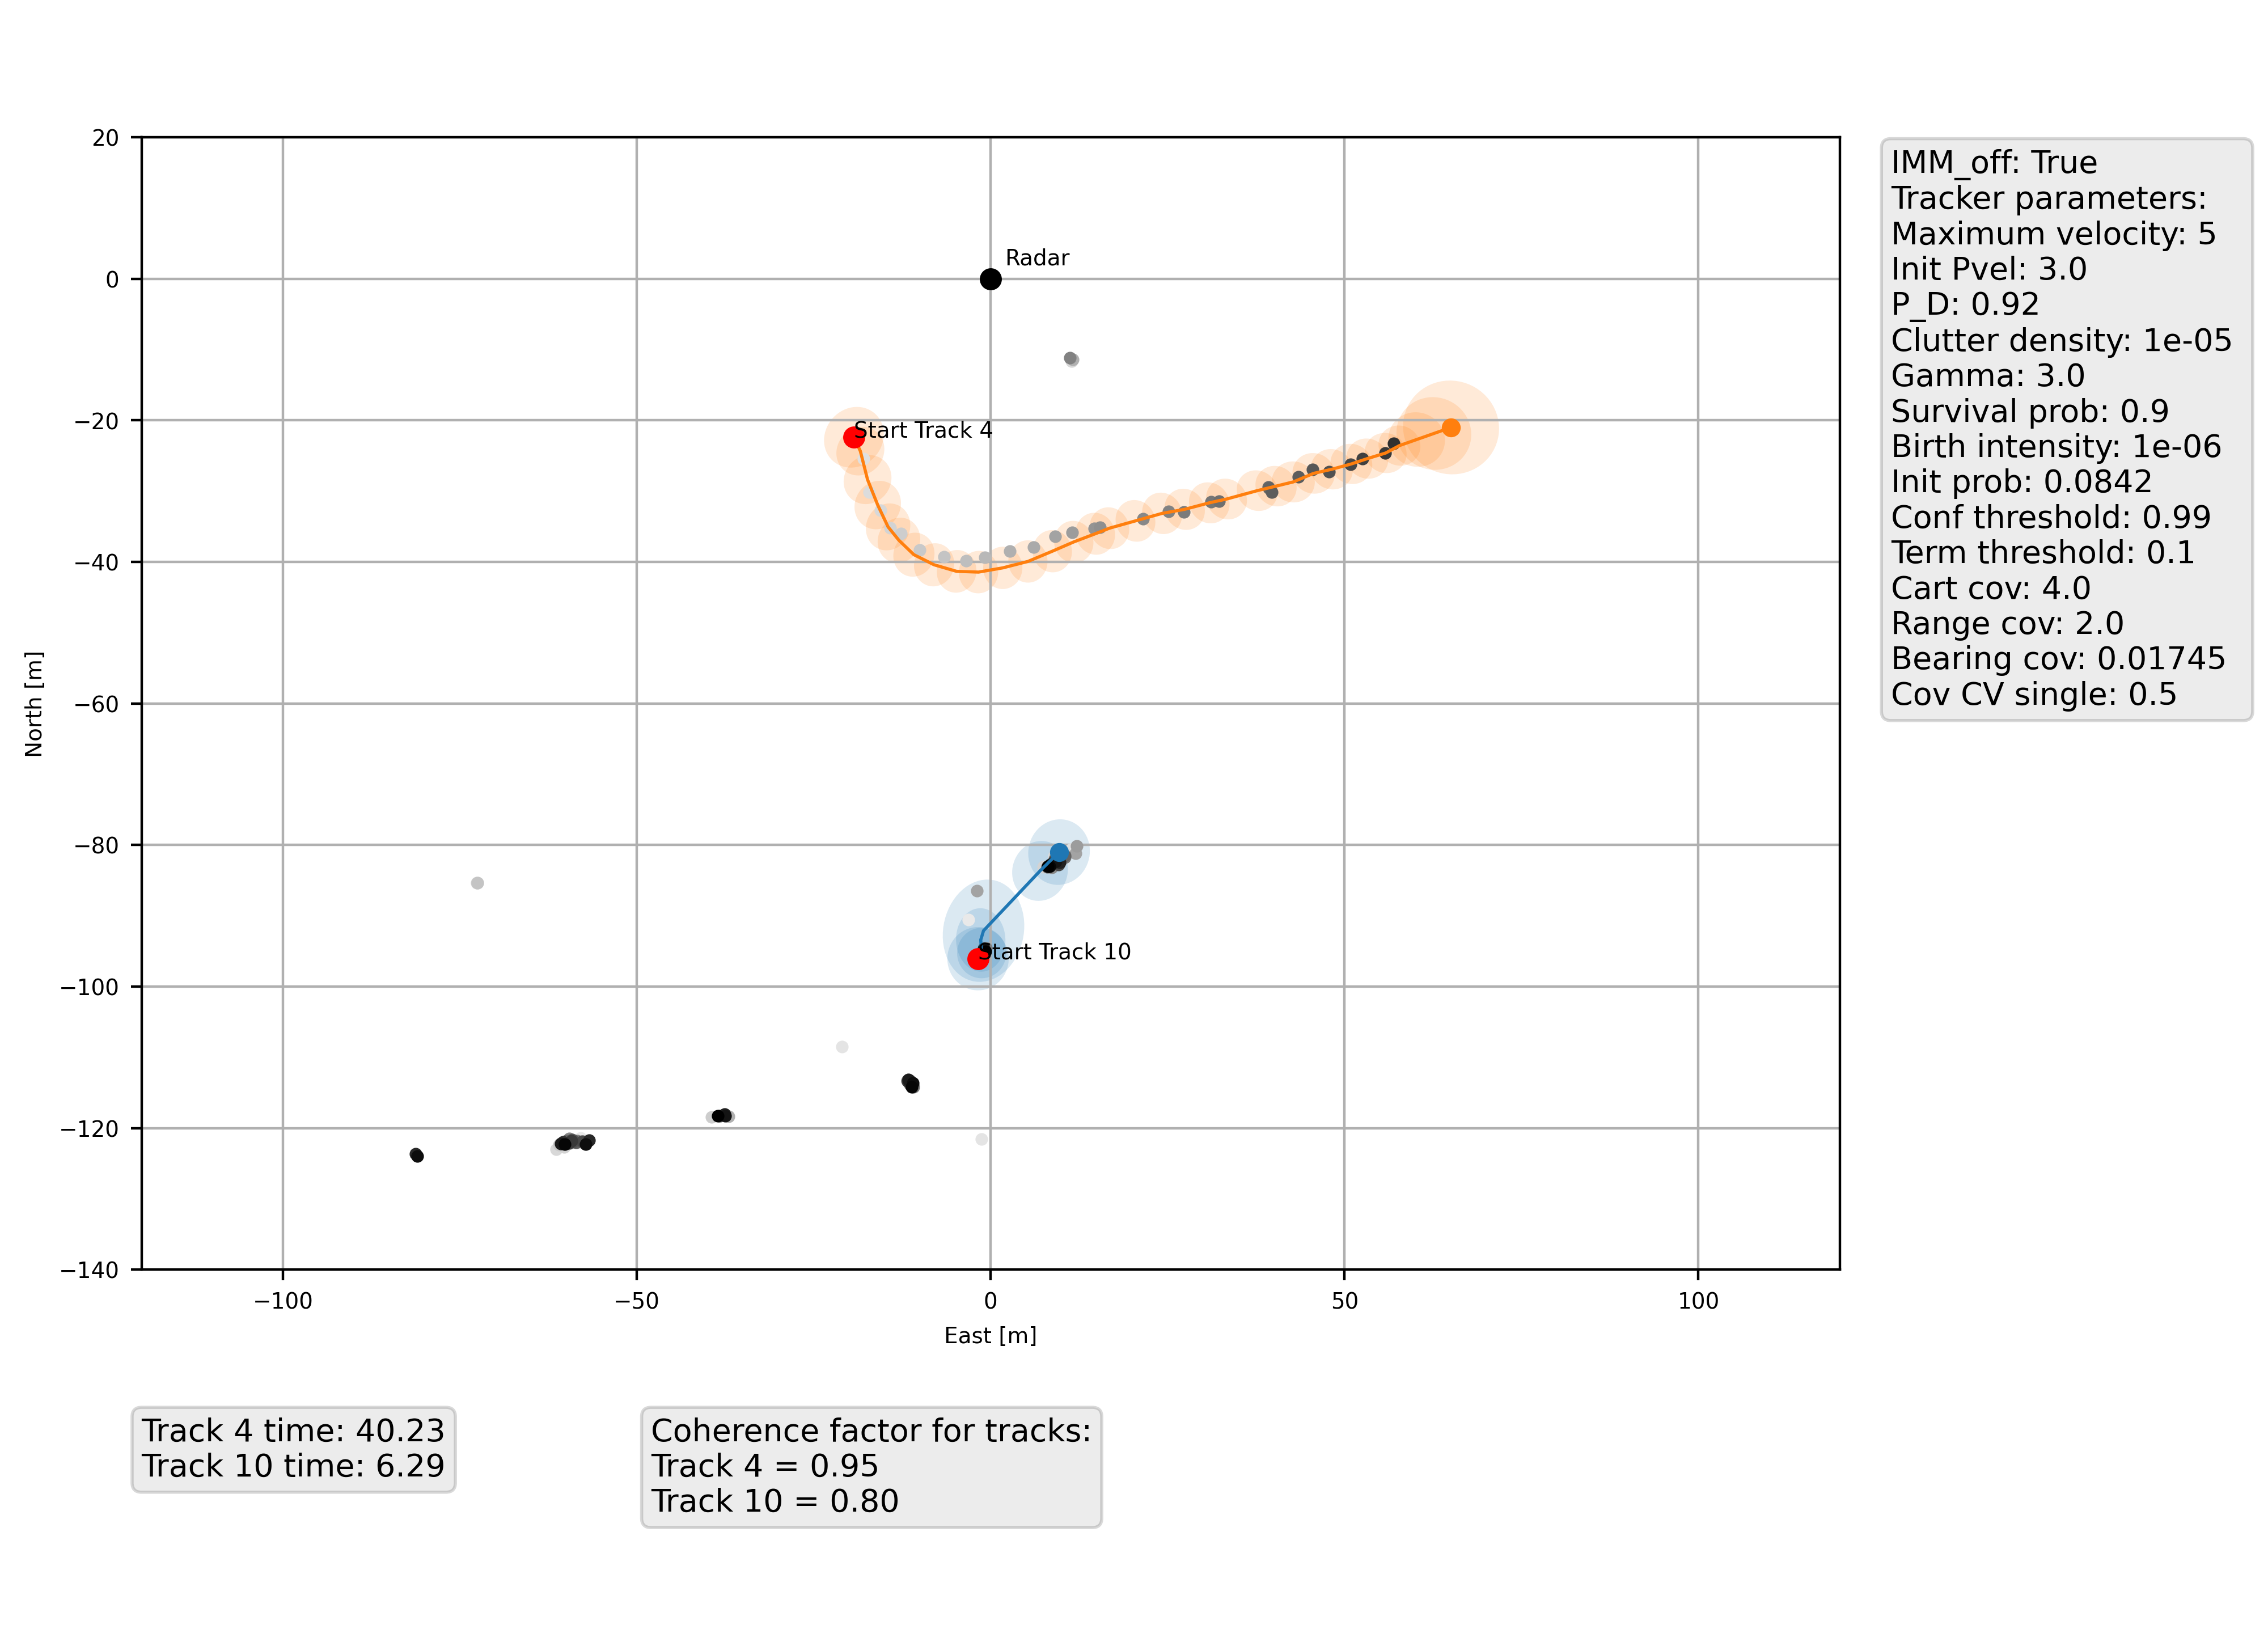 20
0
−20
−40
−60
−80
−100
−120
−140
North [m]
Radar
Start Track 4
Start Track 10
−100
−50
0
50
100
East [m]
IMM_off: True
Tracker parameters:
Maximum velocity: 5
Init Pvel: 3.0
P_D: 0.92
Clutter density: 1e-05
Gamma: 3.0
Survival prob: 0.9
Birth intensity: 1e-06
Init prob: 0.0842
Conf threshold: 0.99
Term threshold: 0.1
Cart cov: 4.0
Range cov: 2.0
Bearing cov: 0.01745
Cov CV single: 0.5
Track 4 time: 40.23
Track 10 time: 6.29
Coherence factor for tracks:
Track 4 = 0.95
Track 10 = 0.80